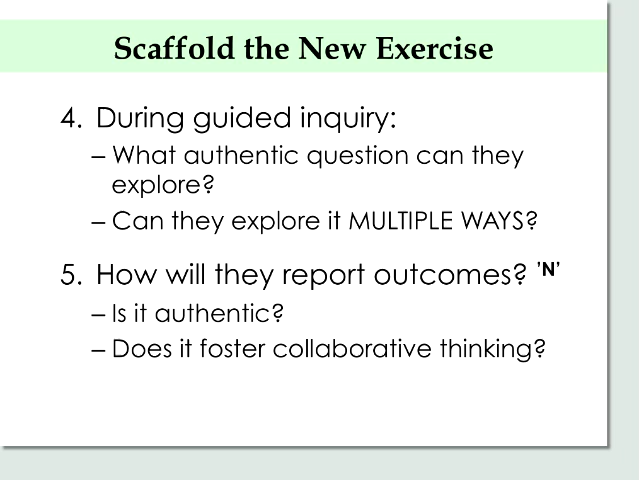 Scaffold the New Exercise
4. During guided inquiry:
– What authentic question can they
explore?
– Can they explore it MULTIPLE WAYS?
5. How will they report outcomes? ’N’
– Is it authentic?
– Does it foster collaborative thinking?